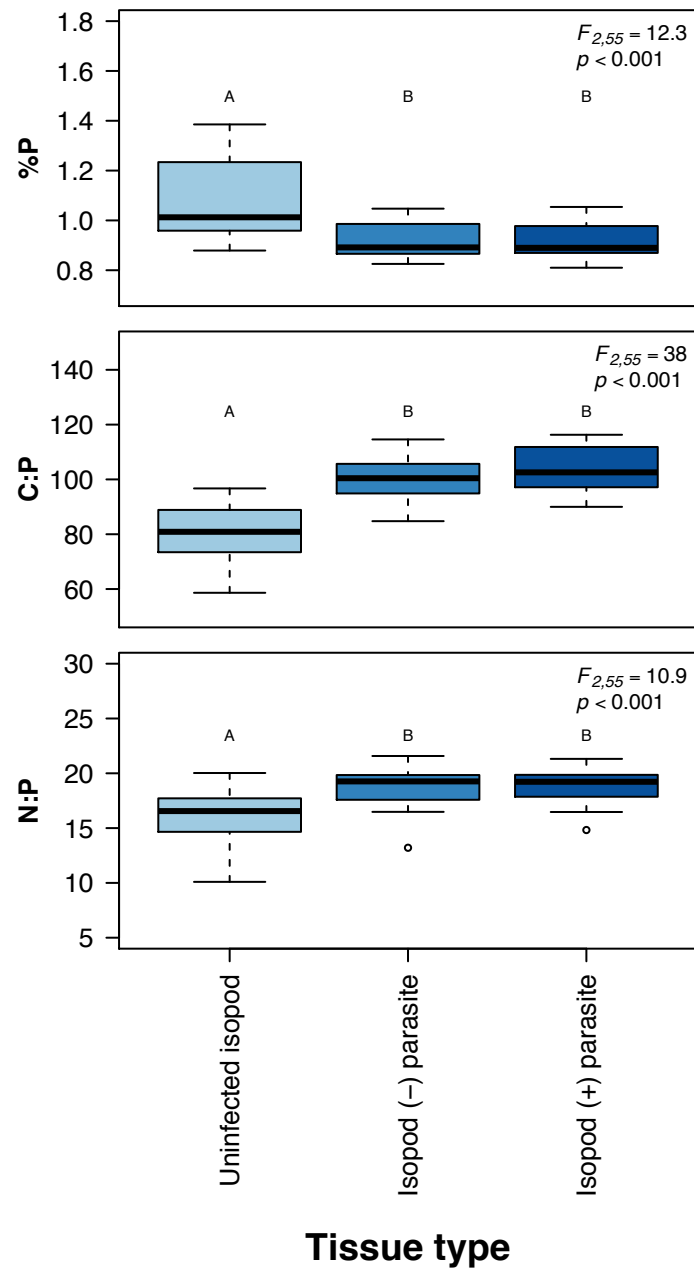 1.8
1.6
1.4
1.2
1.0
0.8
%P
A
B
B
F2,55 = 12.3
p < 0.001
140
120
100
80
60
C:P
A
B
B
F2,55 = 38
p < 0.001
30
25
20
15
10
5
N:P
A
B
B
F2,55 = 10.9
p < 0.001
Uninfected isopod
Isopod (−) parasite
Isopod (+) parasite
Tissue type